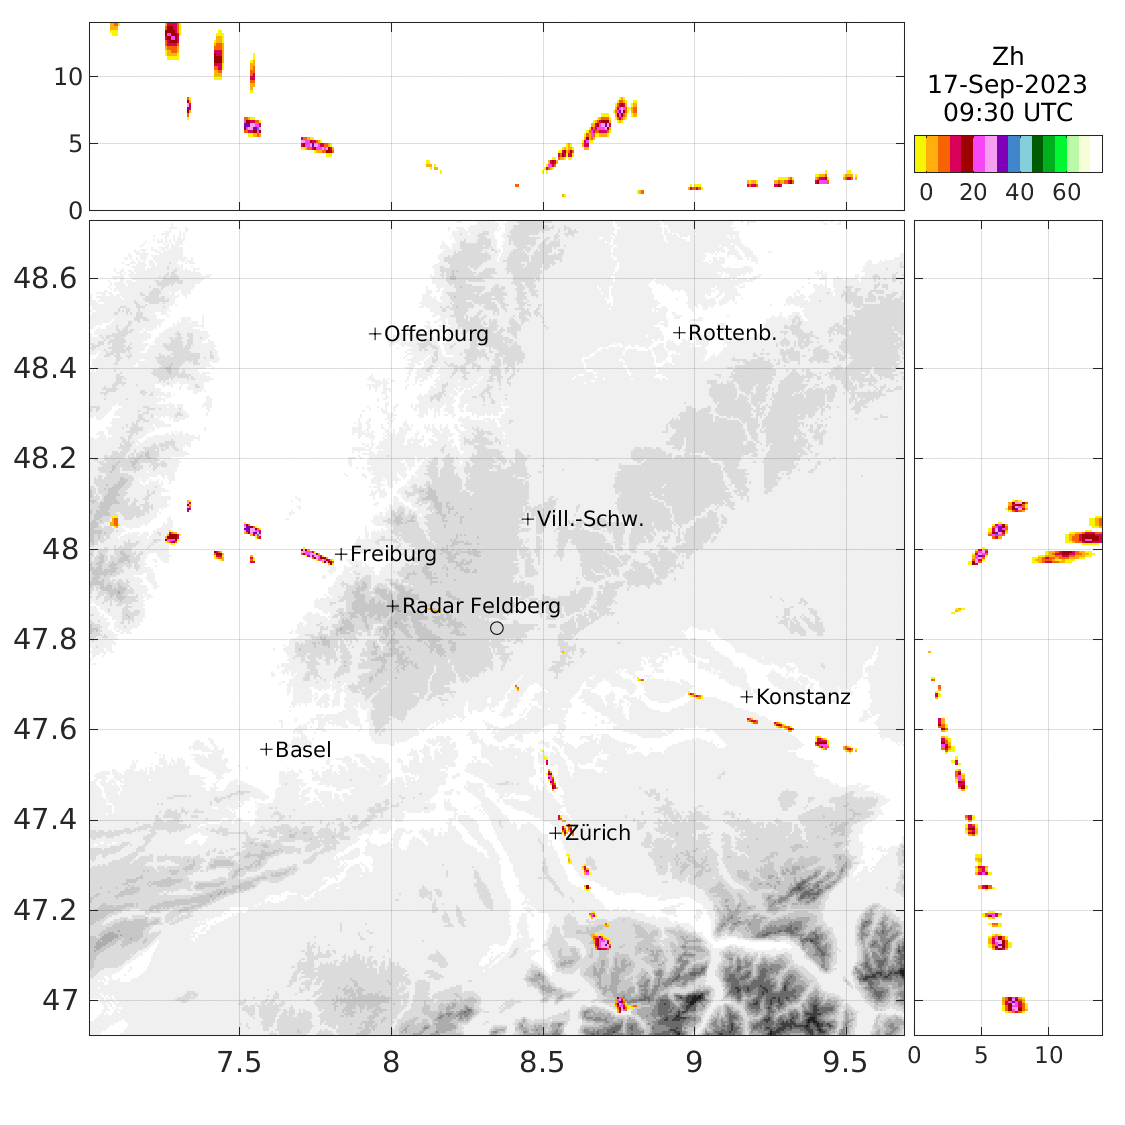 10
5
0
Zh
17-Sep-2023
09:30 UTC
0 20 40 60
48.6
48.4
48.2
48
47.8
47.6
47.4
47.2
47
+Offenburg
+Rottenb.
+Vill.-Schw.
+Freiburg
+Radar Feldberg
+Konstanz
+Basel
+Zürich
7.5 8 8.5 9 9.5
0 5 10